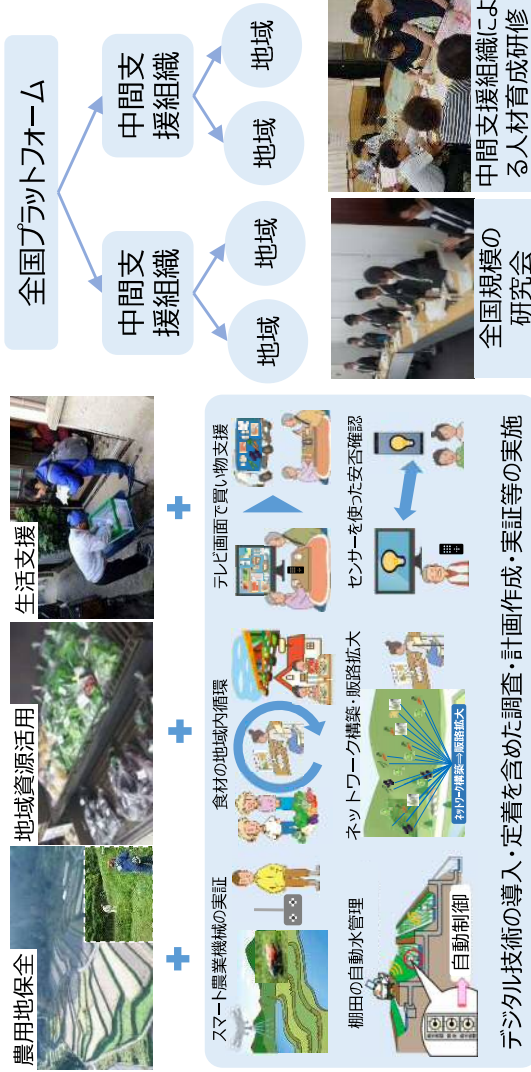 農用地保全
地域資源活用
生活支援
スマート農業機械の実証
食材の地域内循環
テレビ画面で買い物支援
棚田の自動水管理
自動制御
ネットワーク構築・販路拡大
ネットワーク構築⇒販路拡大
センサーを使った安否確認
デジタル技術の導入・定着を含めた調査・計画作成・実証等の実施
全国プラットフォーム
中間支
援組織
中間支
援組織
地域
地域
地域
地域
全国規模の
研究会
中間支援組織によ
る人材育成研修